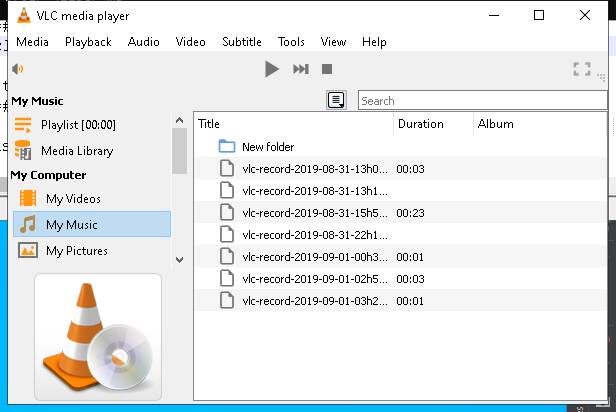 VLC media player
Media Playback Audio Video Subtitle Tools View Help
My Music
Playlist [00:00]
Media Library
My Computer
My Videos
My Music
My Pictures
Search
Title Duration Album
New folder
vlc-record-2019-08-31-13h0... 00:03
vlc-record-2019-08-31-13h1...
vlc-record-2019-08-31-15h5... 00:23
vlc-record-2019-08-31-22h1...
vlc-record-2019-09-01-00h3... 00:01
vlc-record-2019-09-01-02h5... 00:03
vlc-record-2019-09-01-03h2... 00:01